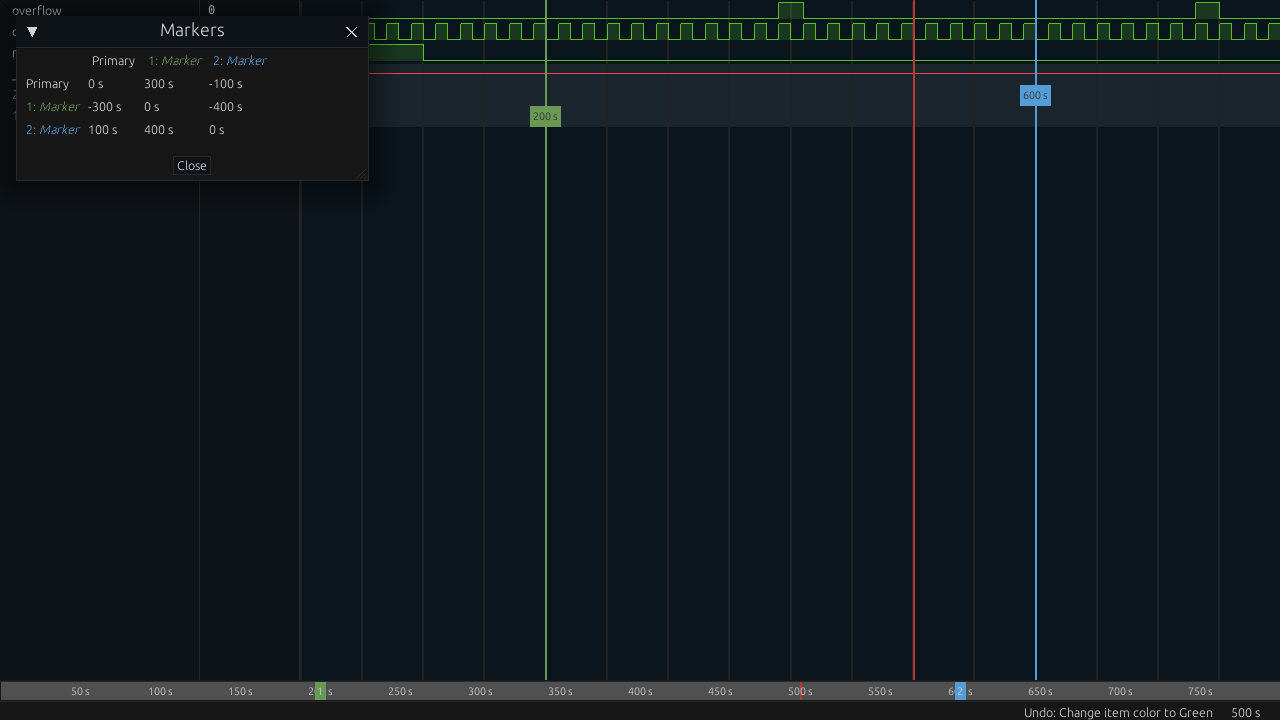 overflow 0
Markers
Primary 1: Marker 2: Marker
Primary 0 s 300 s -100 s
1: Marker -300 s 0 s -400 s
2: Marker 100 s 400 s 0 s
Close
600 s
200 s
50 s 100 s 150 s 1 s 250 s 300 s 350 s 400 s 450 s 500 s 550 s 2 s 650 s 700 s 750 s
Undo: Change item color to Green 500 s